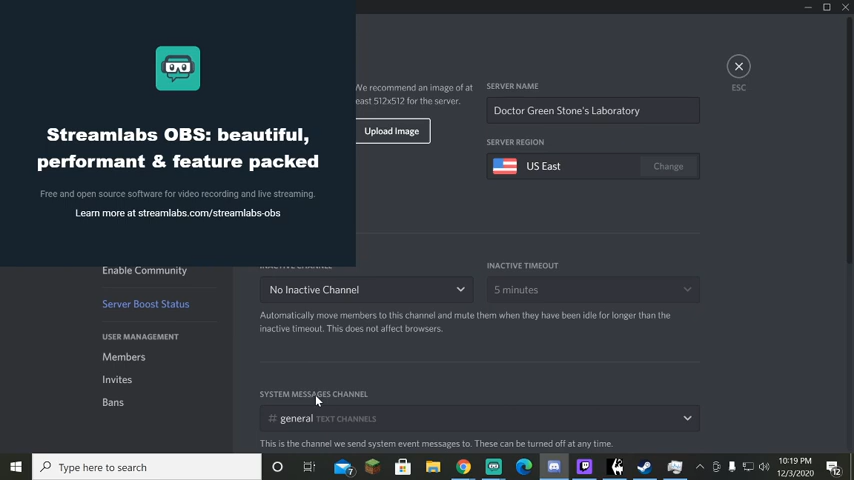 Streamlabs OBS: beautiful,
performant & feature packed
Free and open source software for video recording and live streaming.
Learn more at streamlabs.com/streamlabs-obs
We recommend an image of at
east 512x512 for the server.
Upload Image
SERVER NAME
Doctor Green Stone's Laboratory
SERVER REGION
US East
Change
ESC
Enable Community
Server Boost Status
USER MANAGEMENT
Members
Invites
Bans
INACTIVE CHANNEL
No Inactive Channel
INACTIVE TIMEOUT
5 minutes
Automatically move members to this channel and mute them when they have been idle for longer than the
inactive timeout. This does not affect browsers.
SYSTEM MESSAGES CHANNEL
# general TEXT CHANNELS
This is the channel we send system event messages to. These can be turned off at any time.
Type here to search
7
10:19 PM
12/3/2020
12